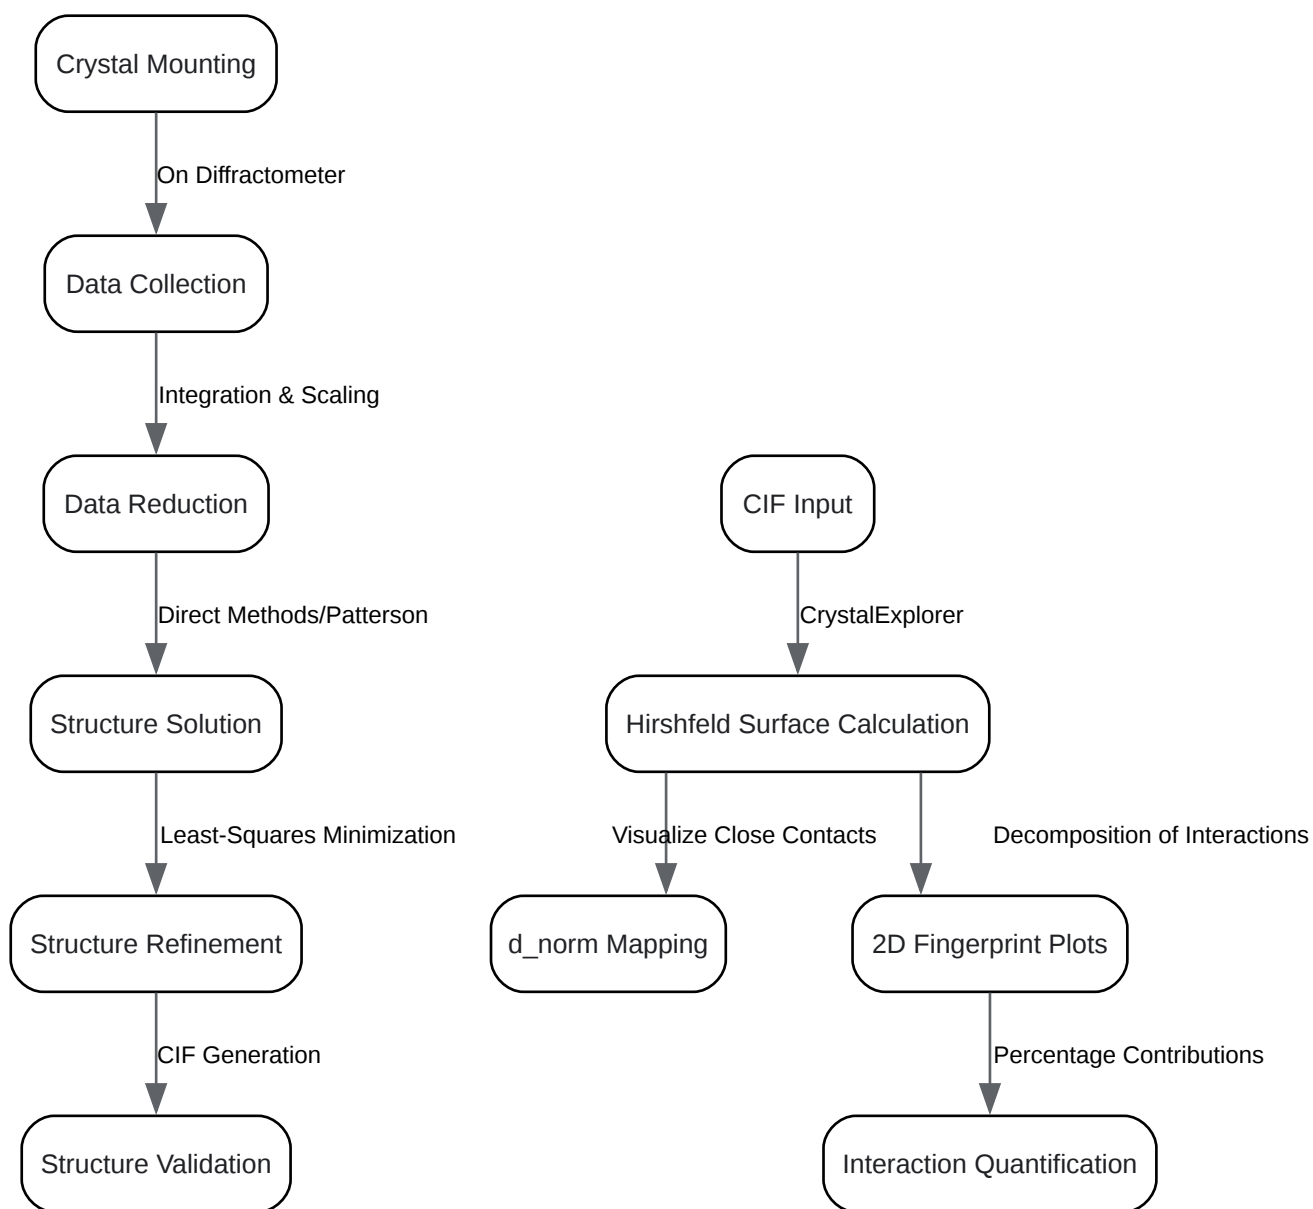 Crystal Mounting
On Diffractometer
Data Collection
Integration & Scaling
Data Reduction
Direct Methods/Patterson
Structure Solution
Least-Squares Minimization
Structure Refinement
CIF Generation
Structure Validation
CIF Input
CrystalExplorer
Hirshfeld Surface Calculation
Visualize Close Contacts
Decomposition of Interactions
d_norm Mapping
2D Fingerprint Plots
Percentage Contributions
Interaction Quantification